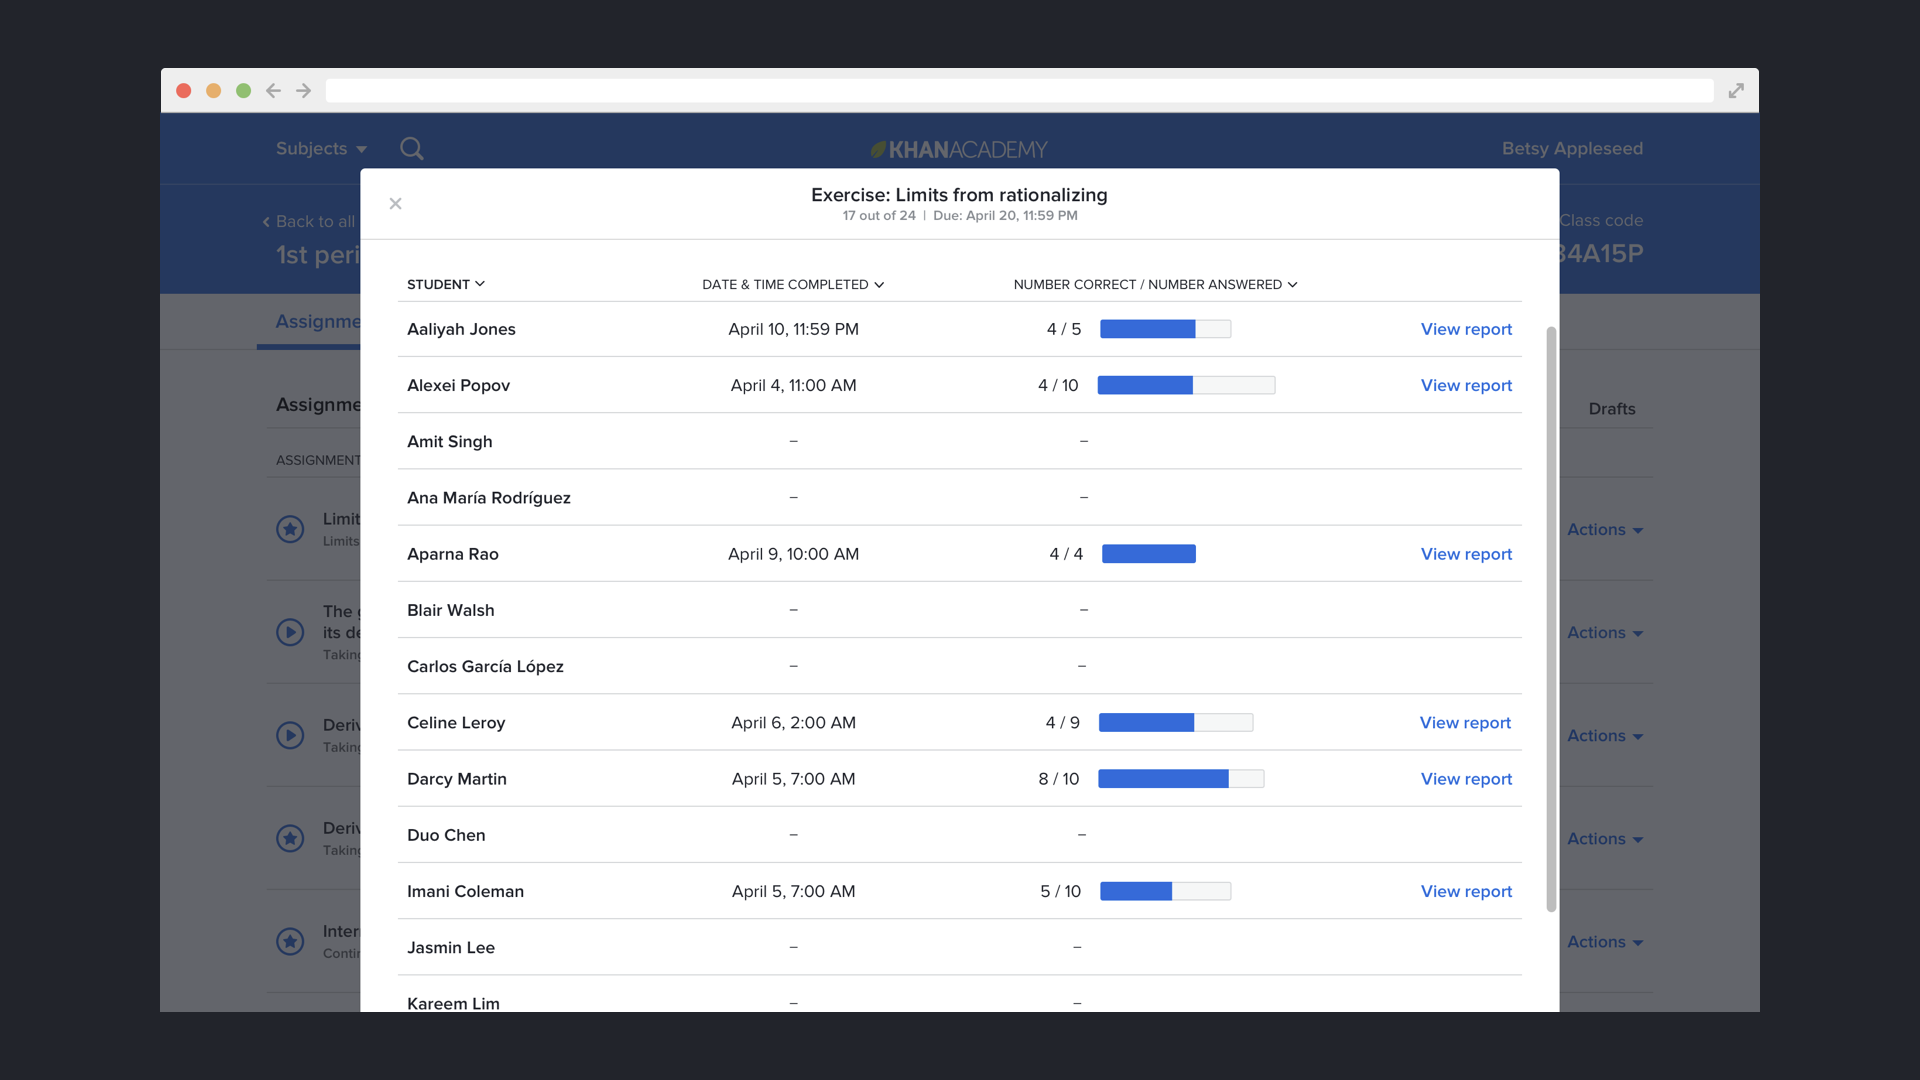 Subjects
KHANACADEMY
Betsy Appleseed
Back to all
1st peri
Class code
34A15P
Exercise: Limits from rationalizing
17 out of 24 | Due: April 20, 11:59 PM
Assignme
Assignme
Drafts
ASSIGNMENT
Limit
Limits
Actions
The g
its de
Taking
Actions
Deriv
Taking
Actions
Deriv
Taking
Actions
Inter
Contin
Actions
STUDENT DATE & TIME COMPLETED NUMBER CORRECT / NUMBER ANSWERED
Aaliyah Jones April 10, 11:59 PM 4 / 5 View report
Alexei Popov April 4, 11:00 AM 4 / 10 View report
Amit Singh – –
Ana María Rodríguez – –
Aparna Rao April 9, 10:00 AM 4 / 4 View report
Blair Walsh – –
Carlos García López – –
Celine Leroy April 6, 2:00 AM 4 / 9 View report
Darcy Martin April 5, 7:00 AM 8 / 10 View report
Duo Chen – –
Imani Coleman April 5, 7:00 AM 5 / 10 View report
Jasmin Lee – –
Kareem Lim – –